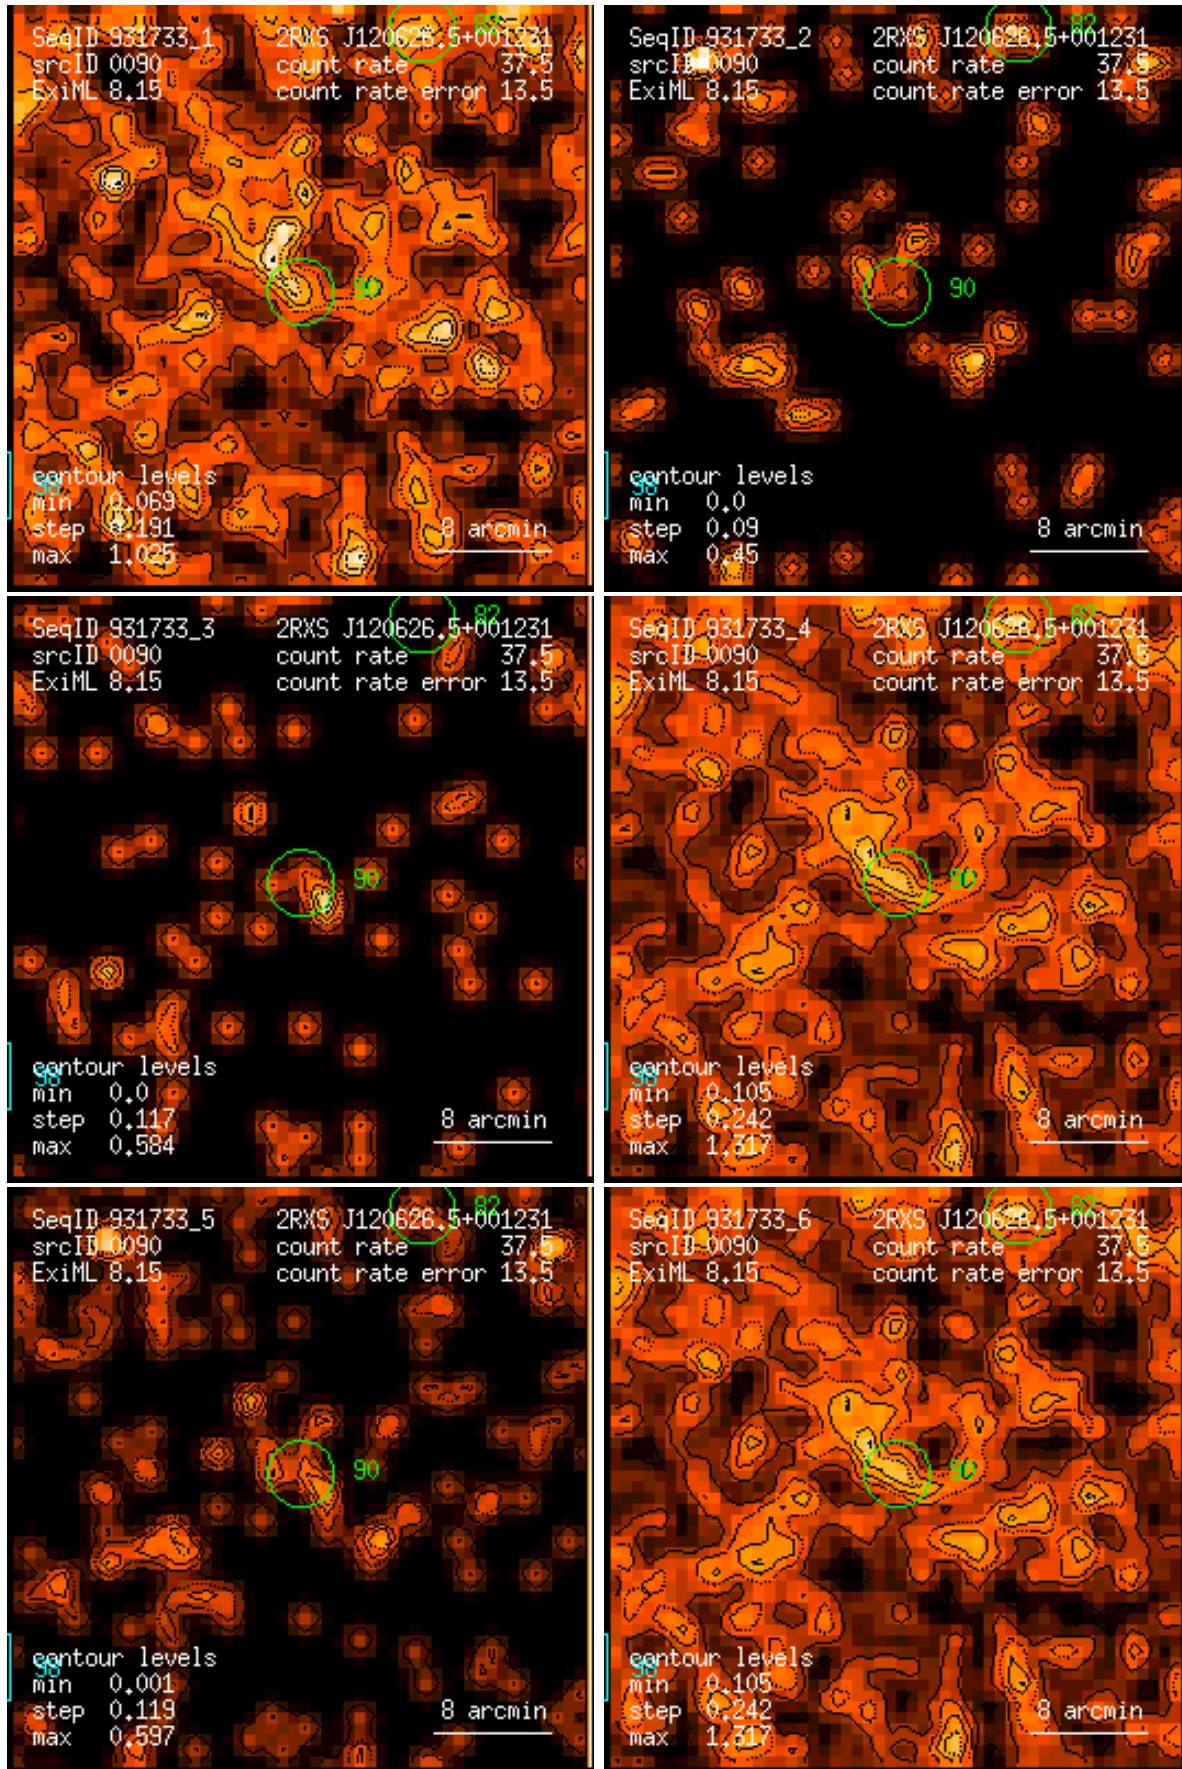 82
SeqID 931733_1 2RXS J120626.5+001231
srcID 0090 count rate 37.5
ExiML 8.15 count rate error 13.5
90
contour levels
98
min 0.069
step 0.191 8 arcmin
max 1.025
82
SeqID 931733_2 2RXS J120626.5+001231
srcID 0090 count rate 37.5
ExiML 8.15 count rate error 13.5
90
contour levels
98
min 0.0
step 0.09 8 arcmin
max 0.45
82
SeqID 931733_3 2RXS J120626.5+001231
srcID 0090 count rate 37.5
ExiML 8.15 count rate error 13.5
90
contour levels
98
min 0.0
step 0.117 8 arcmin
max 0.584
82
SeqID 931733_4 2RXS J120626.5+001231
srcID 0090 count rate 37.5
ExiML 8.15 count rate error 13.5
90
contour levels
98
min 0.105
step 0.242 8 arcmin
max 1.317
82
SeqID 931733_5 2RXS J120626.5+001231
srcID 0090 count rate 37.5
ExiML 8.15 count rate error 13.5
90
contour levels
98
min 0.001
step 0.119 8 arcmin
max 0.597
82
SeqID 931733_6 2RXS J120626.5+001231
srcID 0090 count rate 37.5
ExiML 8.15 count rate error 13.5
90
contour levels
98
min 0.105
step 0.242 8 arcmin
max 1.317